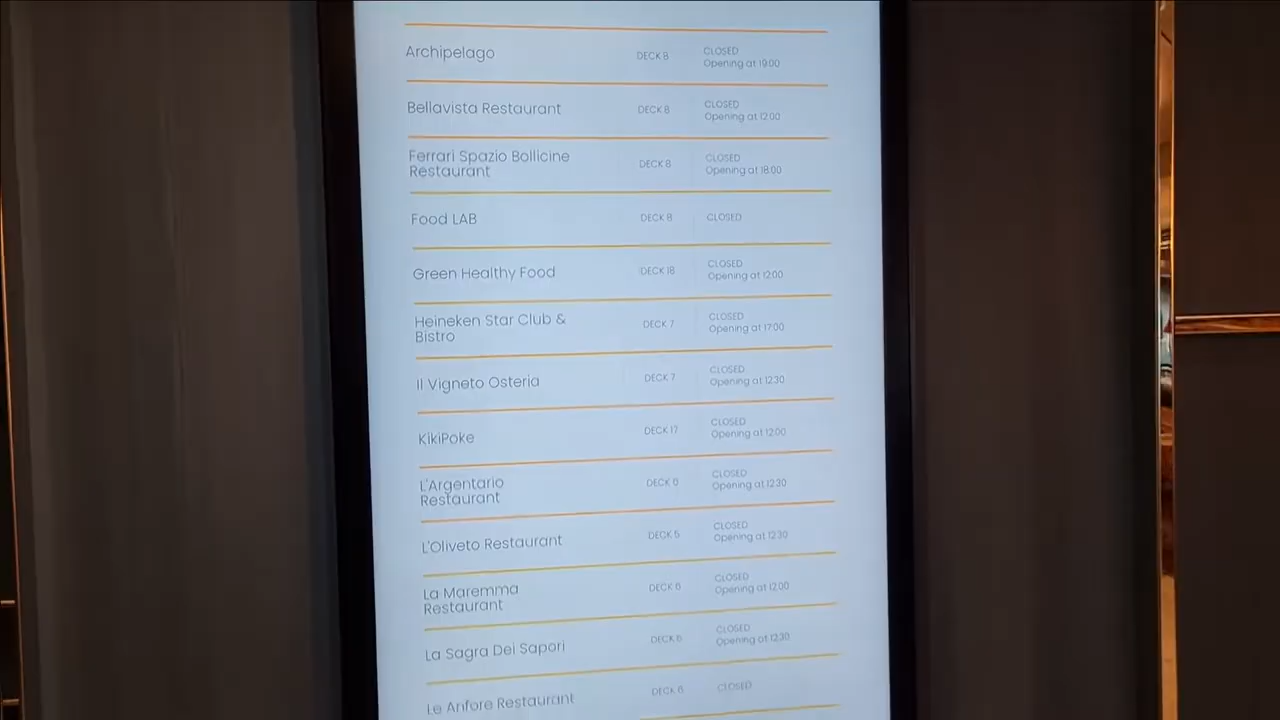 Archipelago DECK 8 CLOSED
Opening at 19:00
Bellavista Restaurant DECK 8 CLOSED
Opening at 12:00
Ferrari Spazio Bollicine DECK 8 CLOSED
Restaurant Opening at 18:00
Food LAB DECK 8 CLOSED
Green Healthy Food DECK 18 CLOSED
Opening at 12:00
Heineken Star Club & DECK 7 CLOSED
Bistro Opening at 17:00
Il Vigneto Osteria DECK 7 CLOSED
Opening at 12:30
KikiPoke DECK 17 CLOSED
Opening at 12:00
L'Argentario DECK CLOSED
Restaurant Opening at 12:30
L'Oliveto Restaurant DECK CLOSED
Opening at 12:30
La Maremma DECK CLOSED
Restaurant Opening at 12:00
La Sagra Dei Sapori DECK CLOSED
Opening at 12:30
Le Anfore Restaurant DECK 6 CLOSED